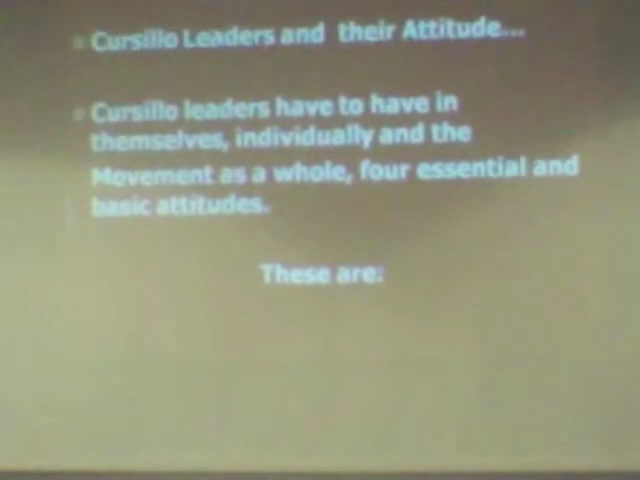 Cursillo Leaders and their Attitude...
Cursillo leaders have to have in
themselves, individually and the
Movement as a whole, four essential and
basic attitudes.
These are: